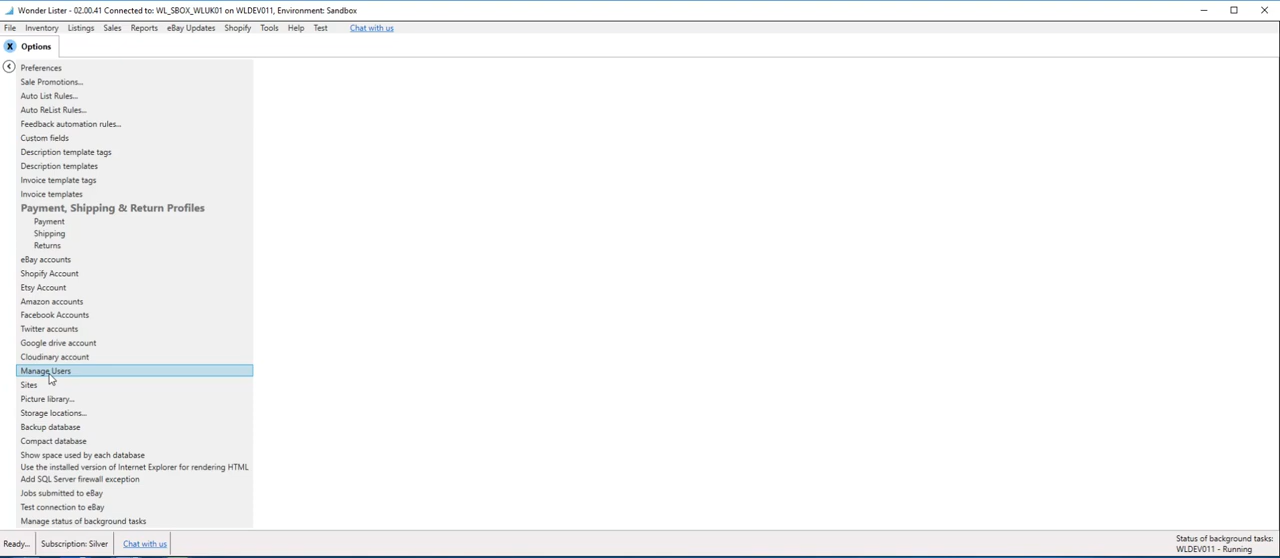 Wonder Lister - 02.00.41 Connected to: WL_SBOX_WLUK01 on WLDEV011, Environment: Sandbox
File Inventory Listings Sales Reports eBay Updates Shopify Tools Help Test Chat with us
X Options
Preferences
Sale Promotions...
Auto List Rules...
Auto ReList Rules...
Feedback automation rules...
Custom fields
Description template tags
Description templates
Invoice template tags
Invoice templates
Payment, Shipping & Return Profiles
Payment
Shipping
Returns
eBay accounts
Shopify Account
Etsy Account
Amazon accounts
Facebook Accounts
Twitter accounts
Google drive account
Cloudinary account
Manage Users
Sites
Picture library...
Storage locations...
Backup database
Compact database
Show space used by each database
Use the installed version of Internet Explorer for rendering HTML
Add SQL Server firewall exception
Jobs submitted to eBay
Test connection to eBay
Manage status of background tasks
Ready... Subscription: Silver Chat with us
Status of background tasks:
WLDEV011 - Running